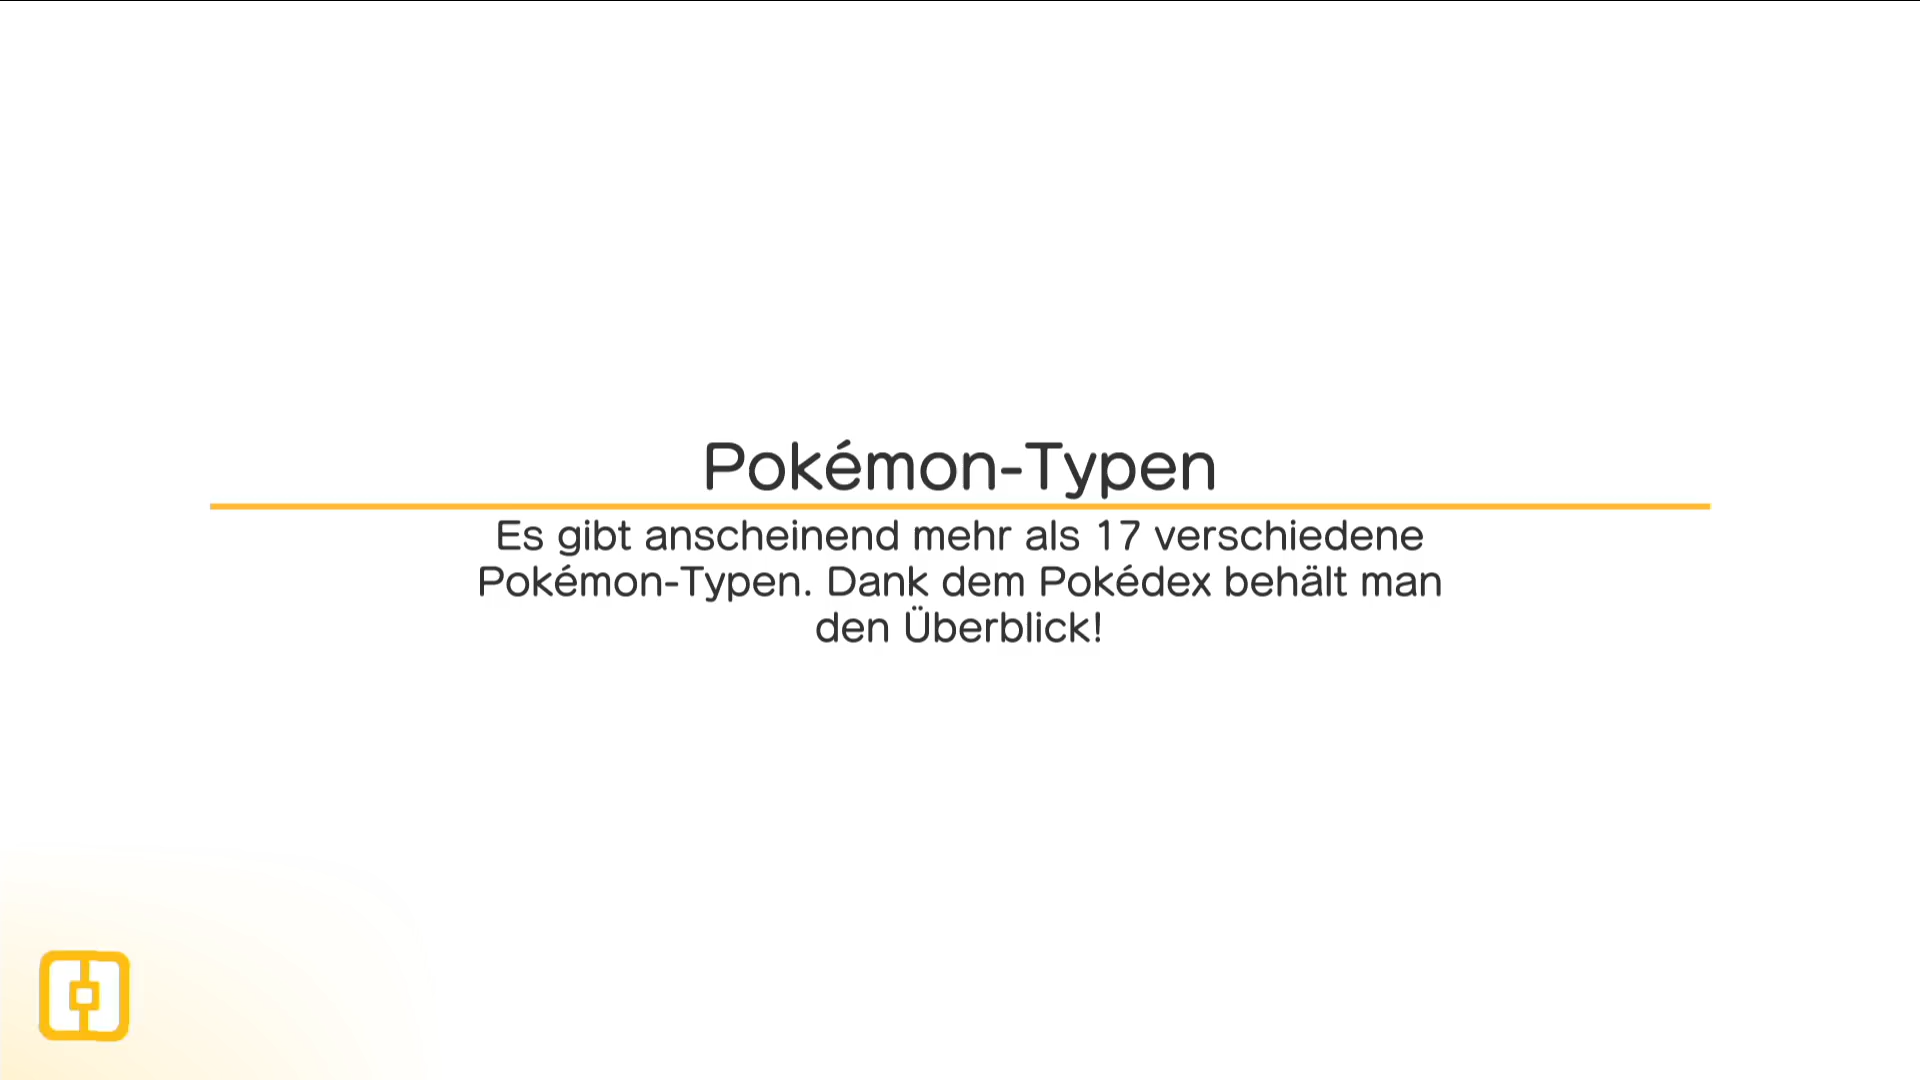 Pokémon-Typen
Es gibt anscheinend mehr als 17 verschiedene
Pokémon-Typen. Dank dem Pokédex behält man
den Überblick!